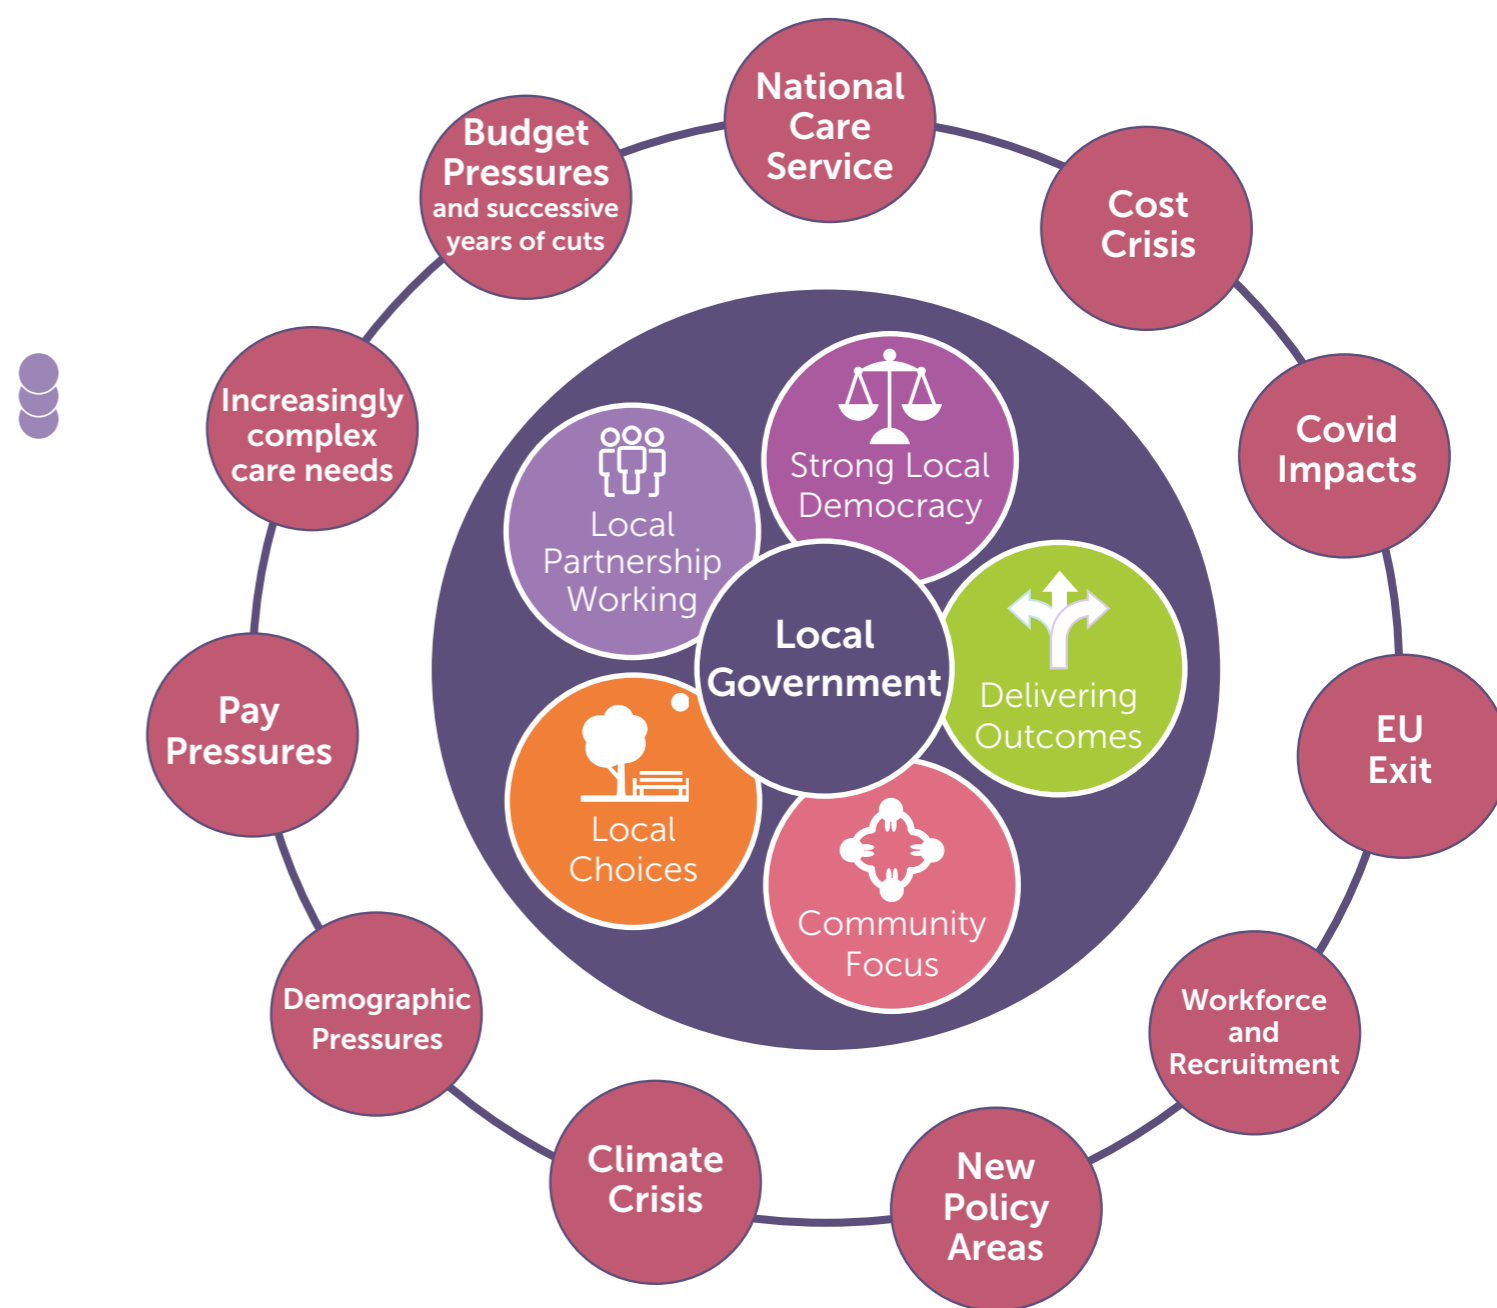 National
Care
Service
Cost
Crisis
Covid
Impacts
EU
Exit
Workforce
and
Recruitment
New
Policy
Areas
Climate
Crisis
Demographic
Pressures
Pay
Pressures
Increasingly
complex
care needs
Budget
Pressures
and successive
years of cuts
Strong Local
Democracy
Delivering
Outcomes
Community
Focus
Local
Choices
Local
Partnership
Working
Local
Government